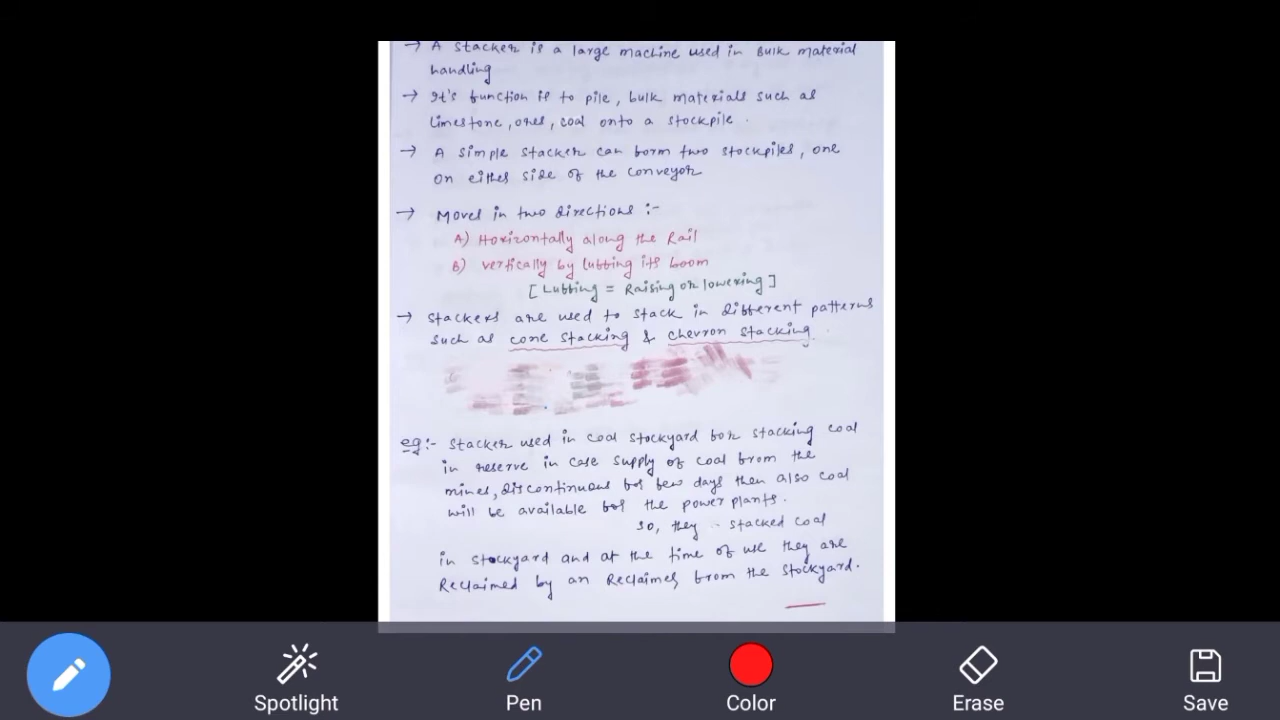 → A stacker is a large machine used in Bulk material
handling
→ It's function is to pile, bulk materials such as
limestone, ores, coal onto a stockpile.
→ A simple stacker can form two stockpiles, one
on either side of the conveyor
→ Moves in two directions :-
A) Horizontally along the Rail
B) vertically by luffing its boom
[Luffing = Raising or lowering]
→ stackers are used to stack in different patterns
such as cone stacking & chevron stacking.
eg:- stacker used in coal stockyard for stacking coal
in reserve in case supply of coal from the
mines, discontinuous for few days then also coal
will be available for the power plants.
so, they stacked coal
in stockyard and at the time of use they are
Reclaimed by an Reclaimer from the stockyard.
Spotlight
Pen
Color
Erase
Save